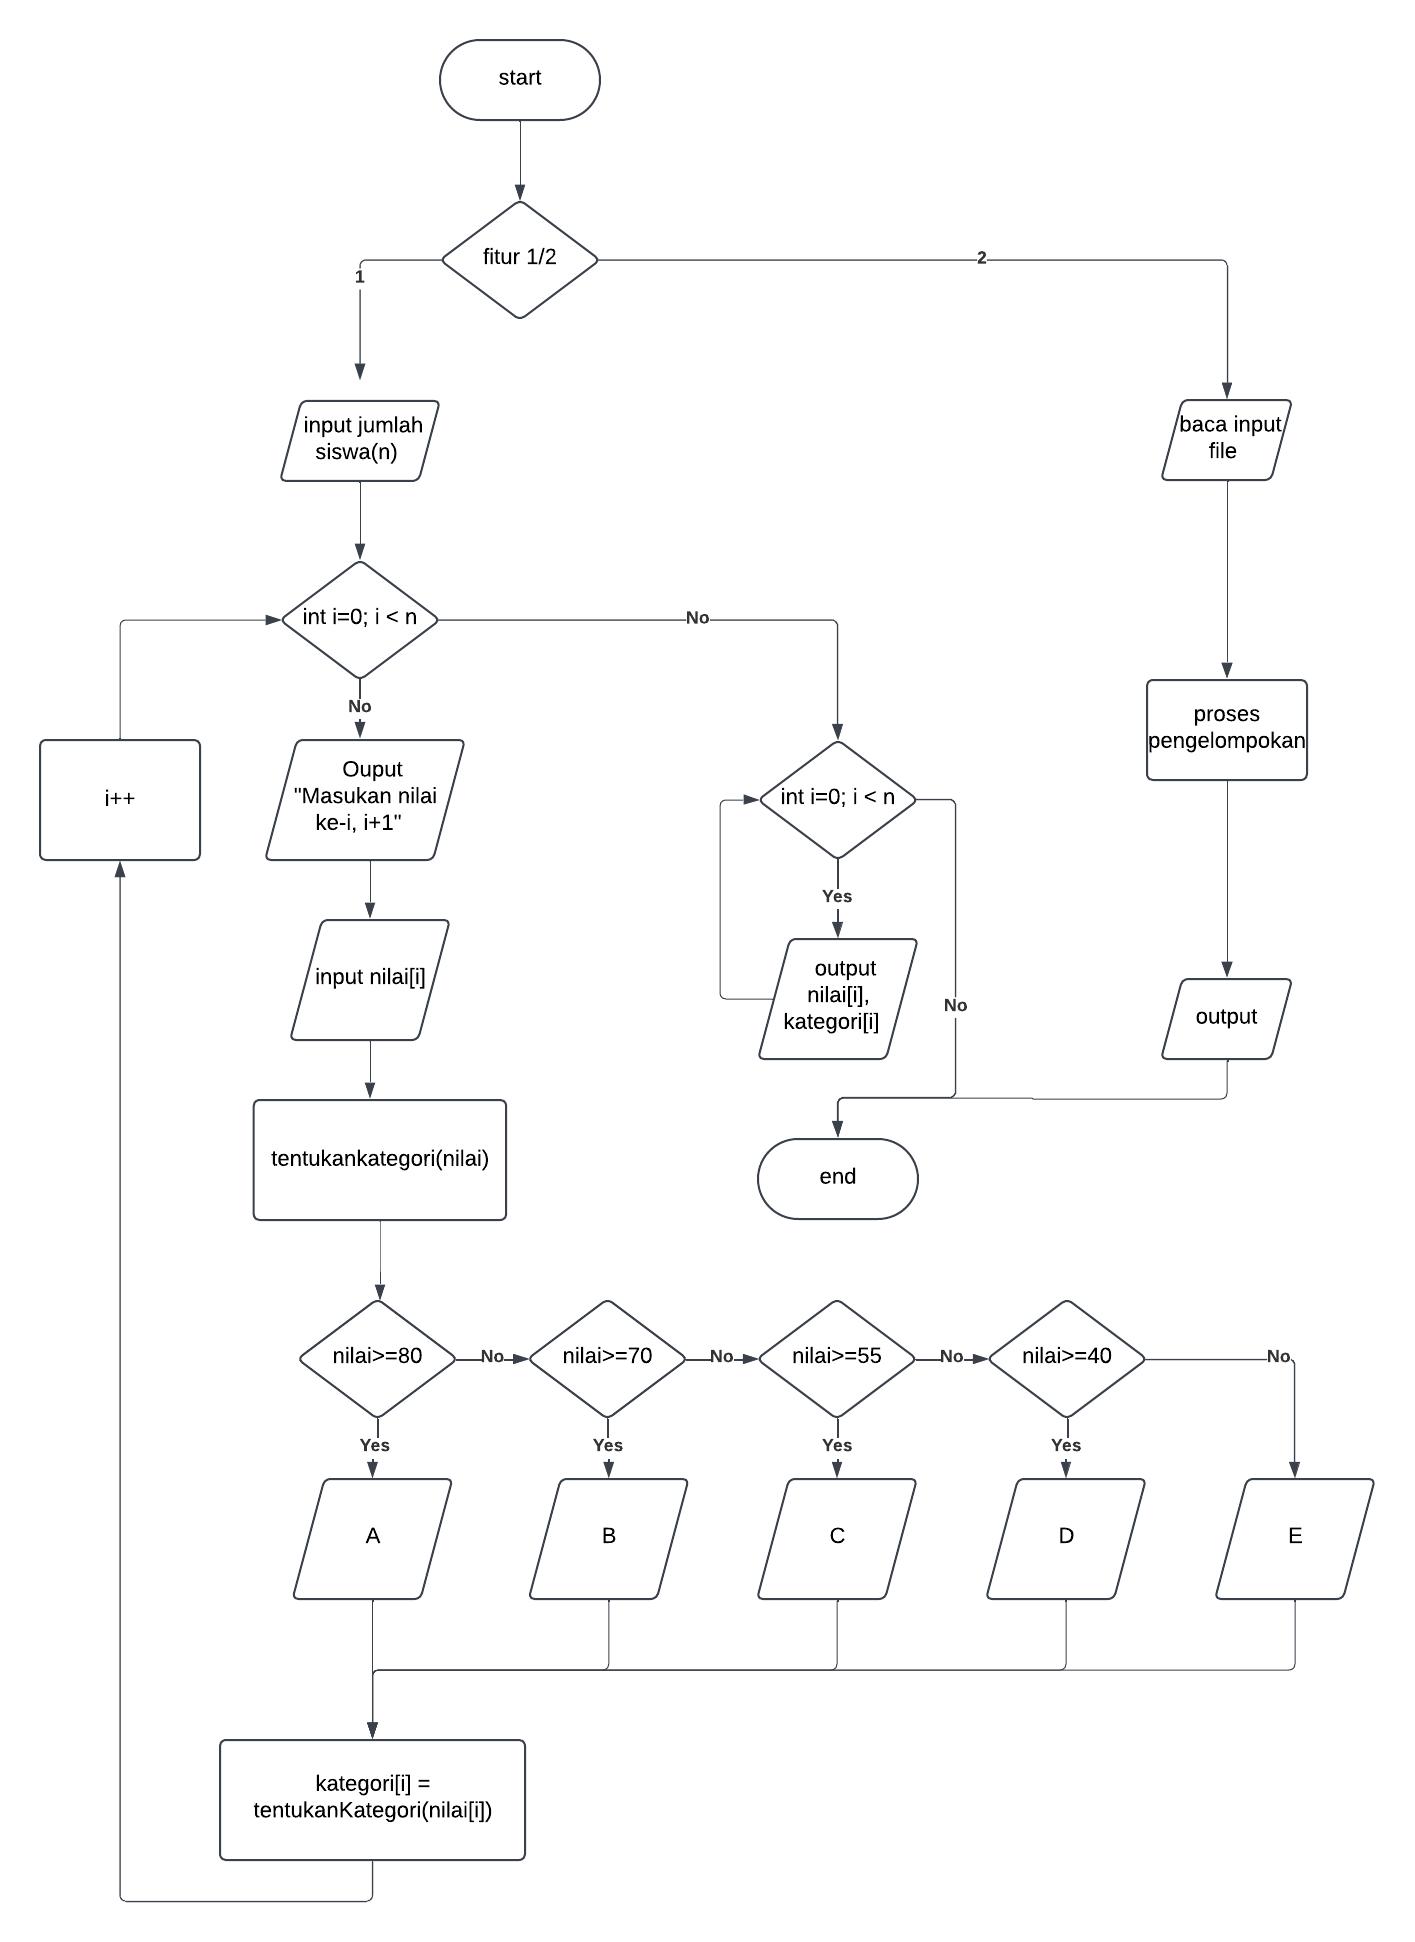 start
fitur 1/2
1
2
input jumlah
siswa(n)
baca input
file
int i=0; i < n
No
No
i++
Ouput
"Masukan nilai
ke-i, i+1"
int i=0; i < n
proses
pengelompokan
Yes
input nilai[i]
output
nilai[i],
kategori[i]
No
output
tentukankategori(nilai)
end
nilai>=80
No
nilai>=70
No
nilai>=55
No
nilai>=40
No
Yes
Yes
Yes
Yes
A
B
C
D
E
kategori[i] =
tentukanKategori(nilai[i])